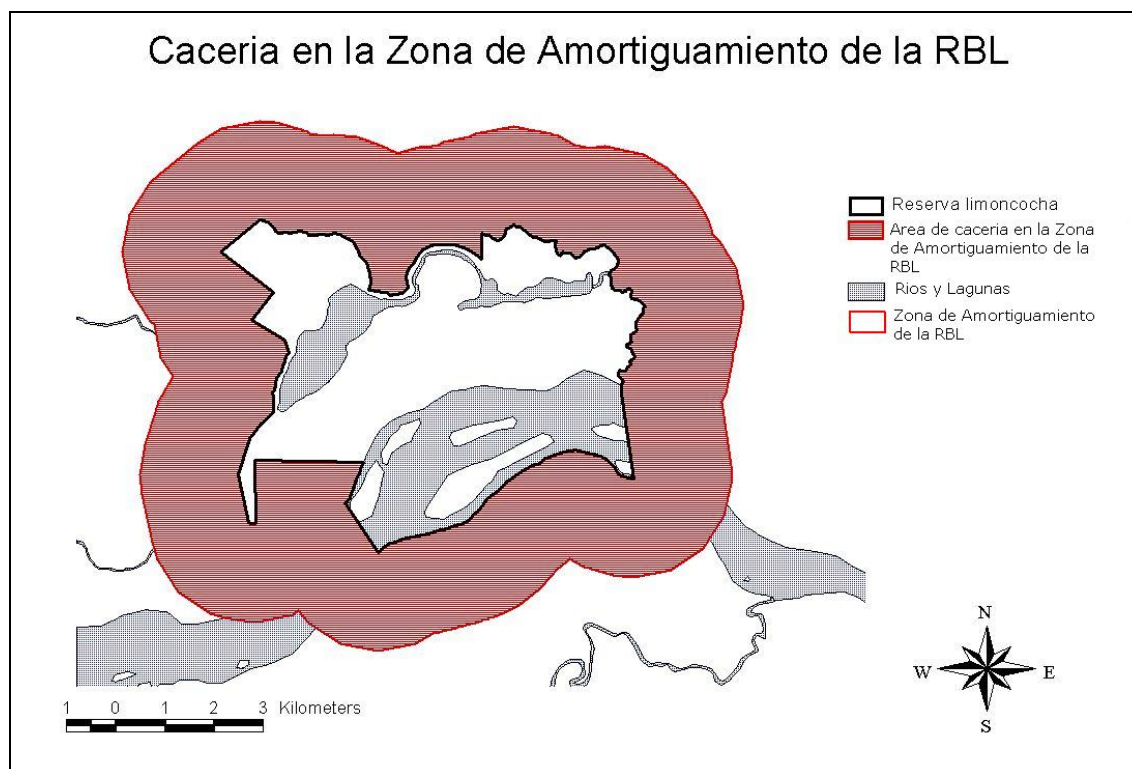 Caceria en la Zona de Amortiguamiento de la RBL
Reserva limoncocha
Area de caceria en la Zona
de Amortiguamiento de la
RBL
Rios y Lagunas
Zona de Amortiguamiento
de la RBL
N
W E
S
1 0 1 2 3 Kilometers